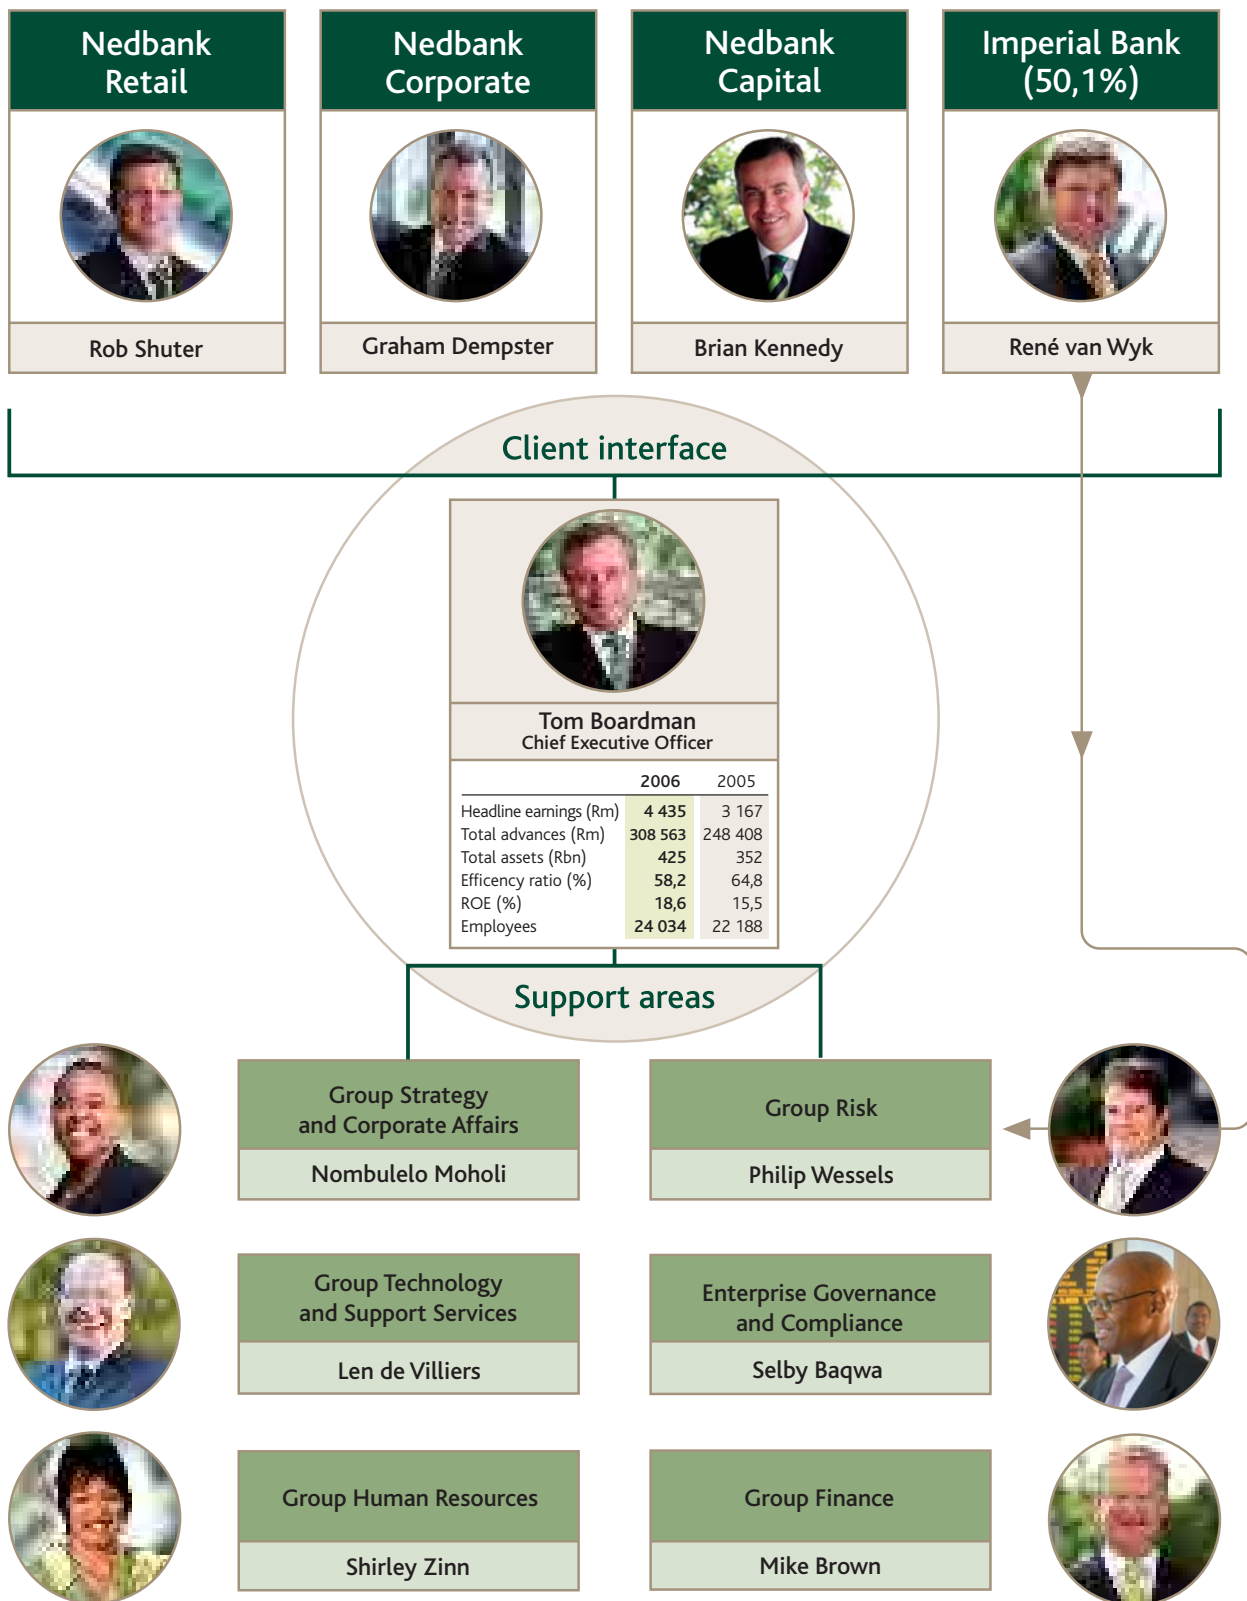 Nedbank
Retail
Nedbank
Corporate
Nedbank
Capital
Imperial Bank
(50,1%)
Rob Shuter
Graham Dempster
Brian Kennedy
René van Wyk
Client interface
Tom Boardman
Chief Executive Officer
2006 2005
Headline earnings (Rm) 4 435 3 167
Total advances (Rm) 308 563 248 408
Total assets (Rbn) 425 352
Efficency ratio (%) 58,2 64,8
ROE (%) 18,6 15,5
Employees 24 034 22 188
Support areas
Group Strategy
and Corporate Affairs
Nombulelo Moholi
Group Risk
Philip Wessels
Group Technology
and Support Services
Len de Villiers
Enterprise Governance
and Compliance
Selby Baqwa
Group Human Resources
Shirley Zinn
Group Finance
Mike Brown